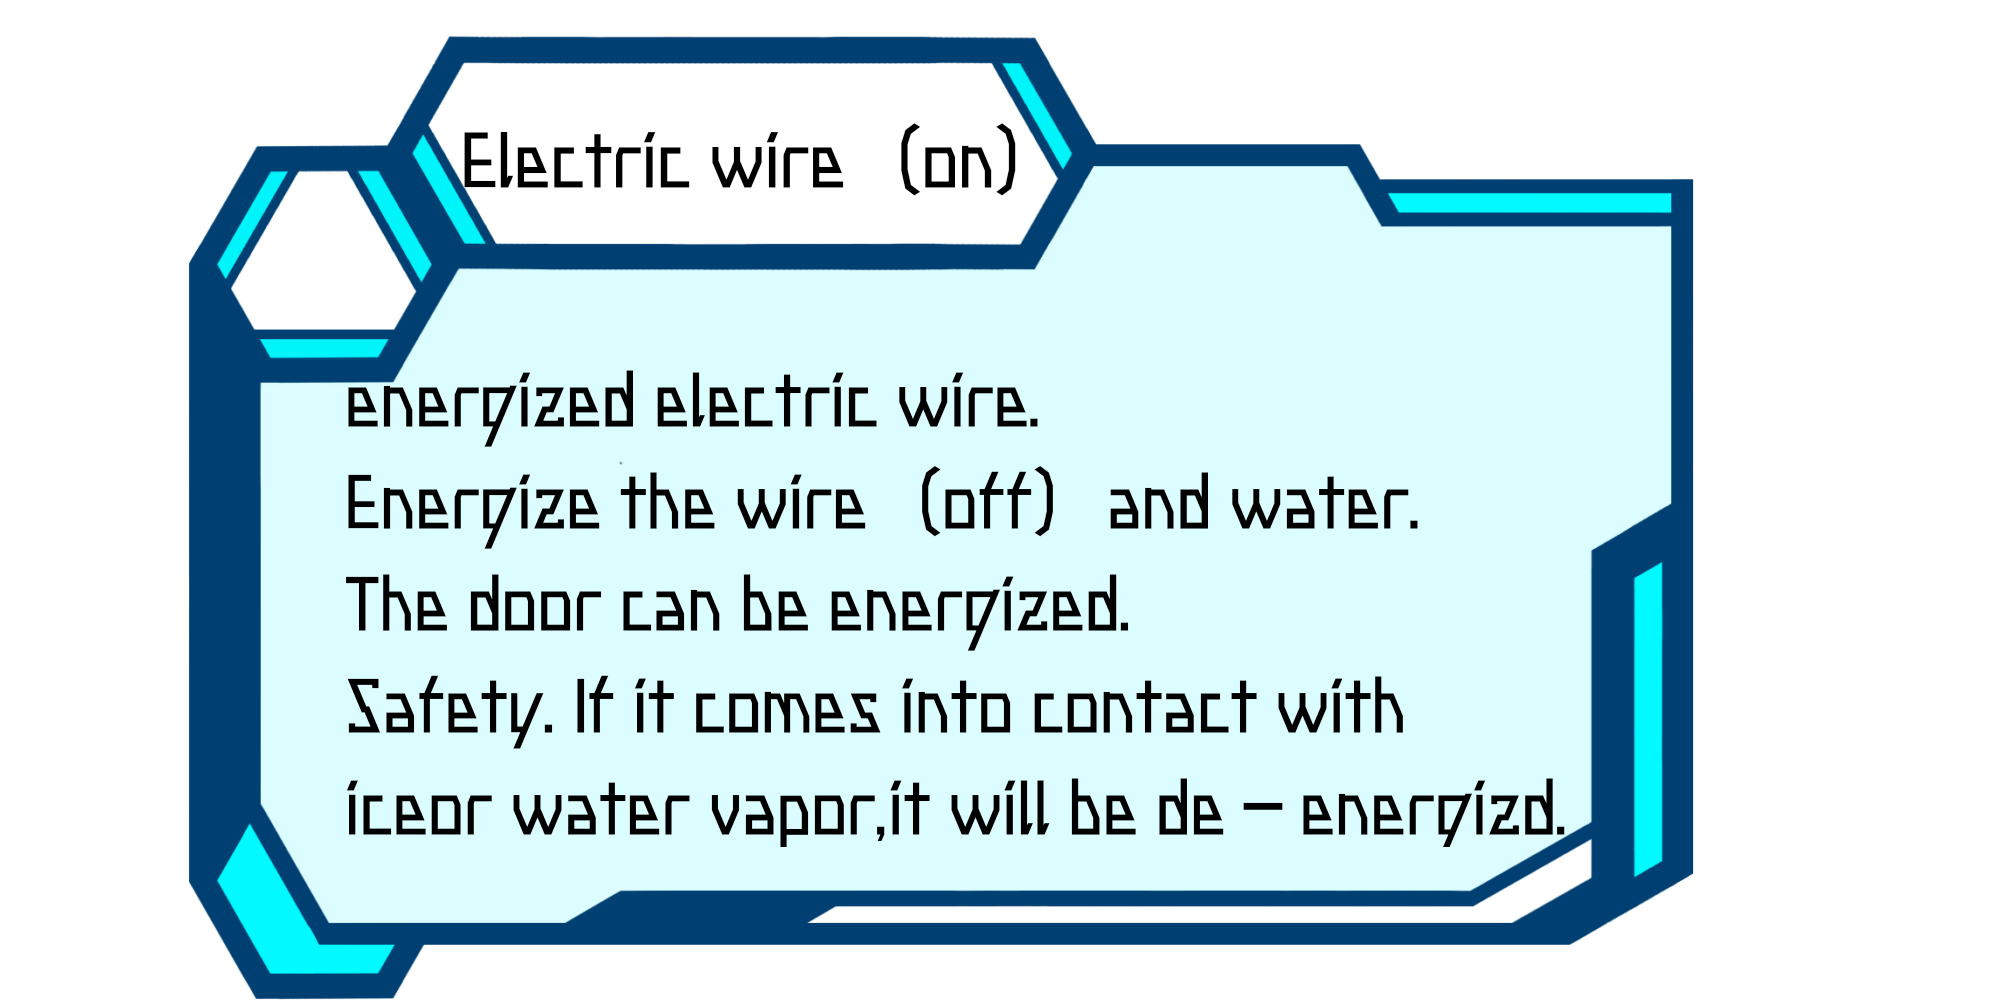 Electric wire (on)
energized electric wire.
Energize the wire (off) and water.
The door can be energized.
Safety. If it comes into contact with
iceor water vapor,it will be de — energizd.